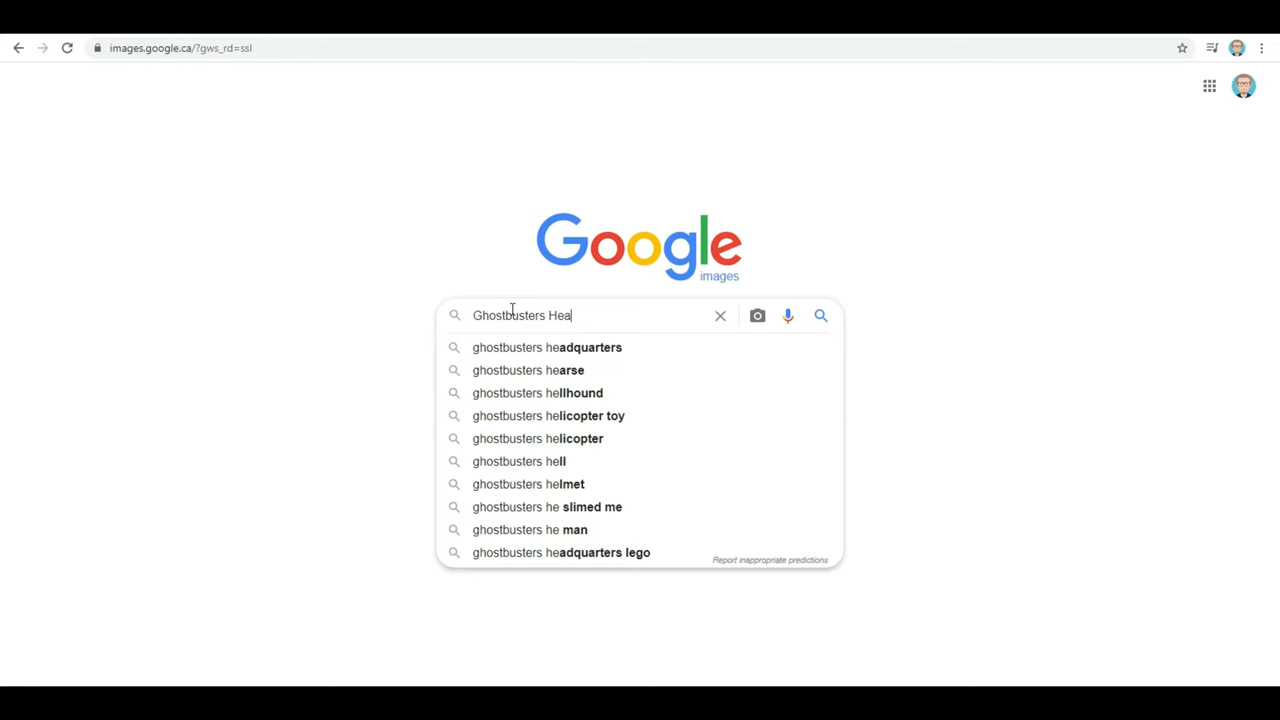 images.google.ca/?gws_rd=ssl
Google
images
Ghostbusters Hea
ghostbusters headquarters
ghostbusters hearse
ghostbusters hellhound
ghostbusters helicopter toy
ghostbusters helicopter
ghostbusters hell
ghostbusters helmet
ghostbusters he slimed me
ghostbusters he man
ghostbusters headquarters lego
Report inappropriate predictions